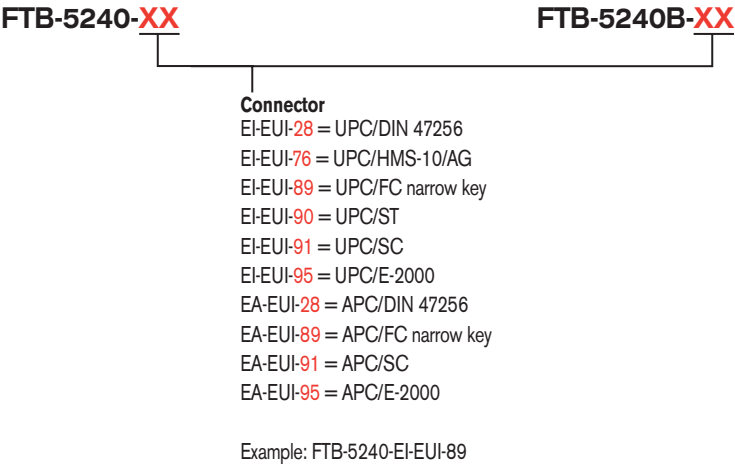 FTB-5240-XX FTB-5240B-XX
Connector
EI-EUI-28 = UPC/DIN 47256
EI-EUI-76 = UPC/HMS-10/AG
EI-EUI-89 = UPC/FC narrow key
EI-EUI-90 = UPC/ST
EI-EUI-91 = UPC/SC
EI-EUI-95 = UPC/E-2000
EA-EUI-28 = APC/DIN 47256
EA-EUI-89 = APC/FC narrow key
EA-EUI-91 = APC/SC
EA-EUI-95 = APC/E-2000
Example: FTB-5240-EI-EUI-89